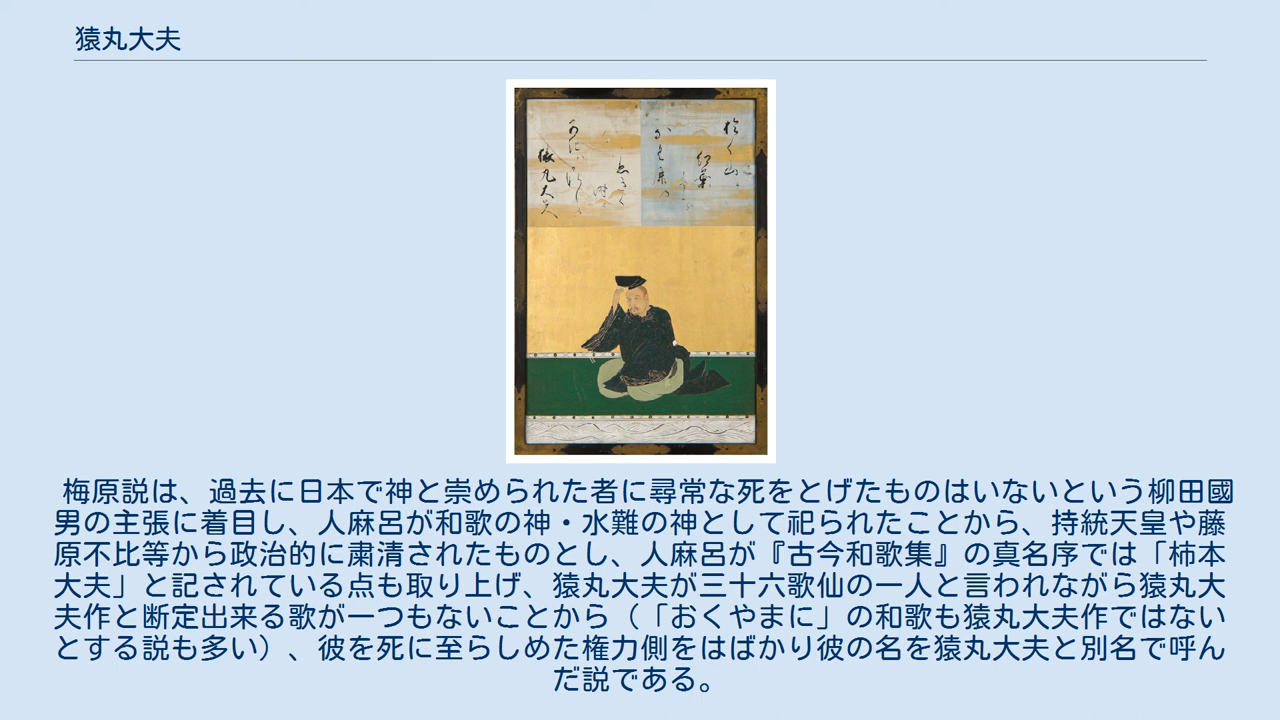 猿丸大夫
梅原説は、過去に日本で神と崇められた者に尋常な死をとげたものはいないという柳田國
男の主張に着目し、人麻呂が和歌の神・水難の神として祀られたことから、持統天皇や藤
原不比等から政治的に粛清されたものとし、人麻呂が『古今和歌集』の真名序では「柿本
大夫」と記されている点も取り上げ、猿丸大夫が三十六歌仙の一人と言われながら猿丸大
夫作と断定出来る歌が一つもないことから（「おくやまに」の和歌も猿丸大夫作ではない
とする説も多い）、彼を死に至らしめた権力側をはばかり彼の名を猿丸大夫と別名で呼ん
だ説である。